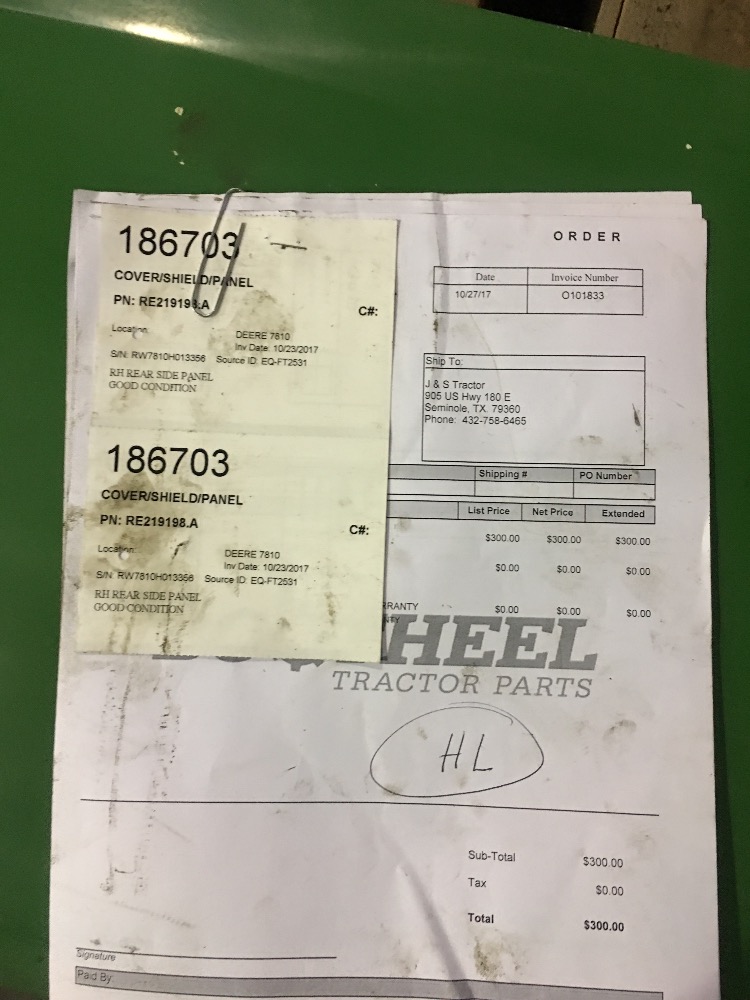 186703
COVER/SHIELD/PANEL
PN: RE219198.A
C#:
Location:
DEERE 7810
Inv Date: 10/23/2017
S/N: RW7810H013356 Source ID: EQ-FT2531
RH REAR SIDE PANEL
GOOD CONDITION
186703
COVER/SHIELD/PANEL
PN: RE219198.A
C#:
Location:
DEERE 7810
Inv Date: 10/23/2017
S/N: RW7810H013356 Source ID: EQ-FT2531
RH REAR SIDE PANEL
GOOD CONDITION
ORDER
Date Invoice Number
10/27/17 O101833
Ship To:
J & S Tractor
905 US Hwy 180 E
Seminole, TX. 79360
Phone: 432-758-6465
Shipping # PO Number
List Price Net Price Extended
$300.00 $300.00 $300.00
$0.00 $0.00 $0.00
RRANTY $0.00 $0.00 $0.00
NTY
HEEL
TRACTOR PARTS
HL
Sub-Total $300.00
Tax $0.00
Total $300.00
Signature
Paid By: